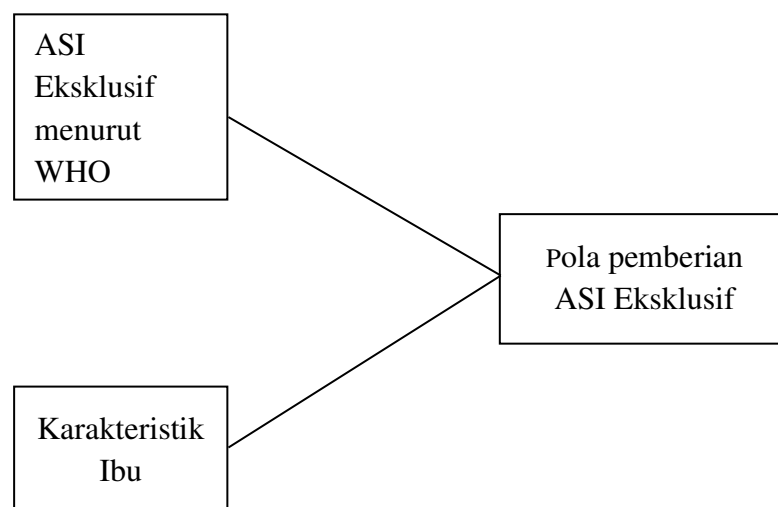 ASI
Eksklusif
menurut
WHO
Pola pemberian
ASI Eksklusif
Karakteristik
Ibu